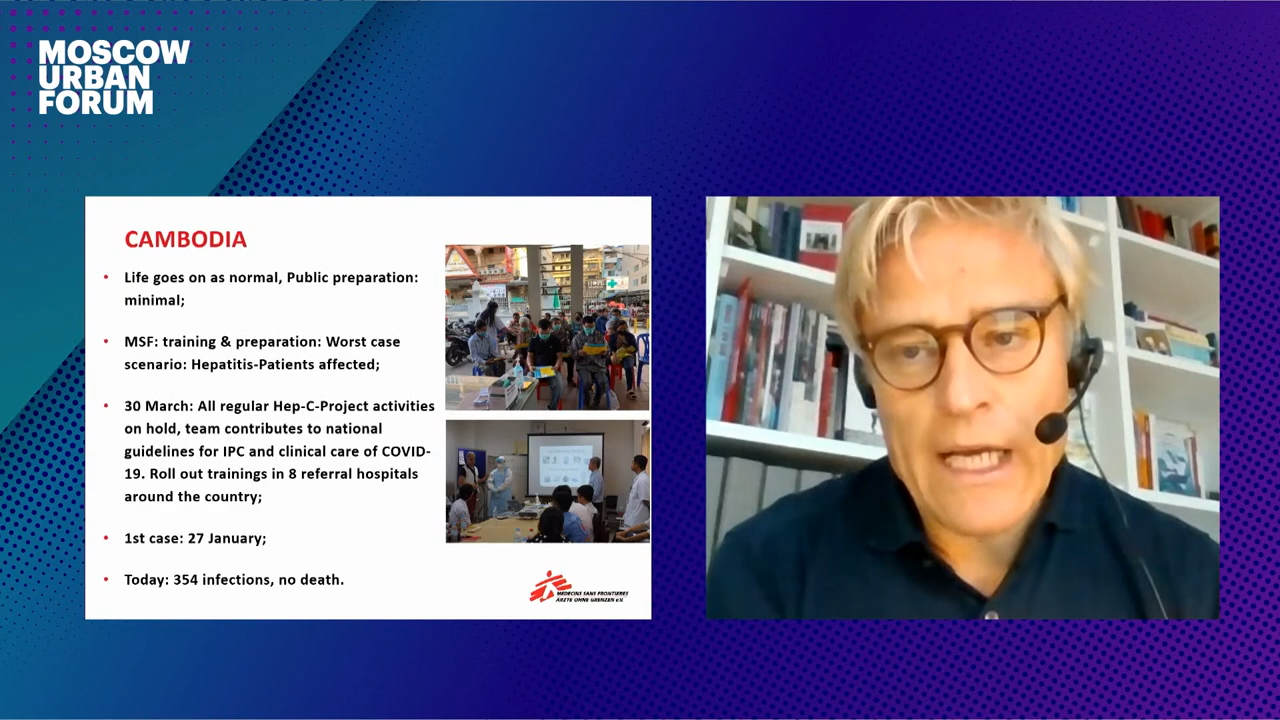 MOSCOW
URBAN
FORUM
CAMBODIA
• Life goes on as normal, Public preparation:
minimal;
• MSF: training & preparation: Worst case
scenario: Hepatitis-Patients affected;
• 30 March: All regular Hep-C-Project activities
on hold, team contributes to national
guidelines for IPC and clinical care of COVID-
19. Roll out trainings in 8 referral hospitals
around the country;
• 1st case: 27 January;
• Today: 354 infections, no death.
MEDECINS SANS FRONTIERES
ÄRZTE OHNE GRENZEN e.V.